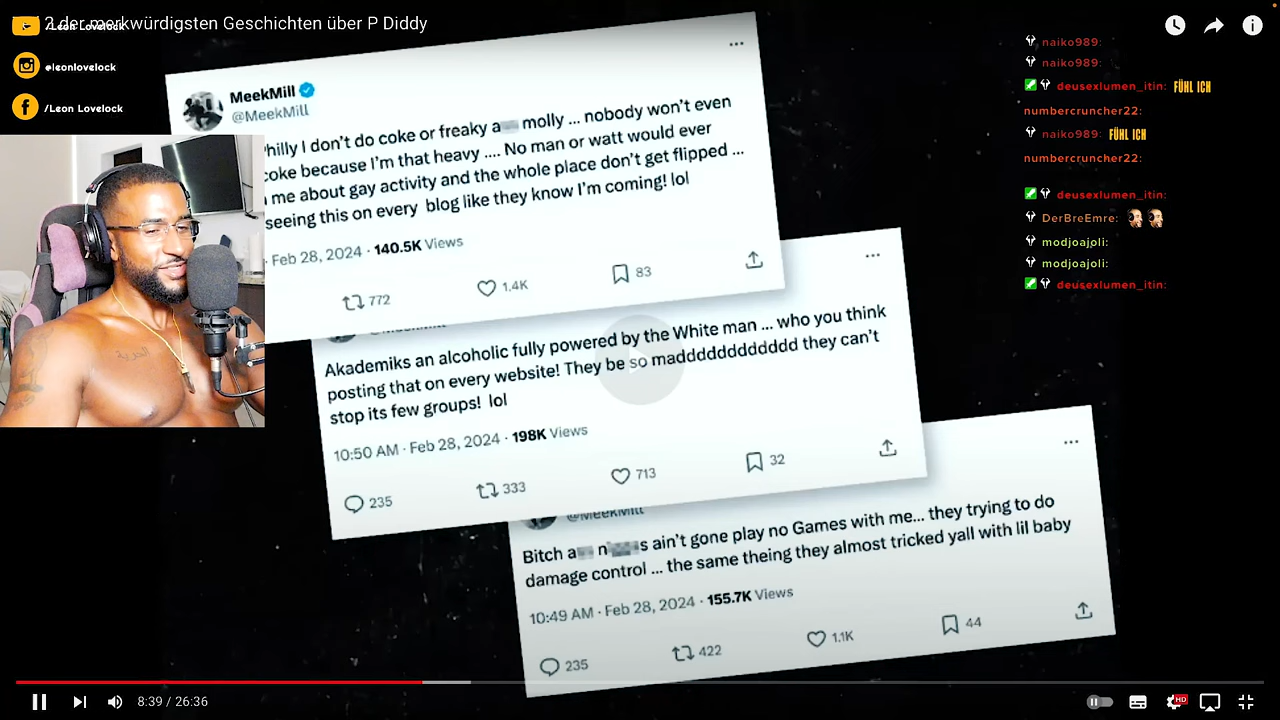 2 der merkwürdigsten Geschichten über P Diddy
/Leon Lovelock
@leonlovelock
/Leon Lovelock
MeekMill
@MeekMill
Philly I don't do coke or freaky a molly ... nobody won't even
coke because I'm that heavy .... No man or watt would ever
me about gay activity and the whole place don't get flipped ...
seeing this on every blog like they know I'm coming! lol
· Feb 28, 2024 · 140.5K Views
772
1.4K
83
Akademiks an alcoholic fully powered by the White man ... who you think
posting that on every website! They be so madddddddddddd they can't
stop its few groups! lol
10:50 AM · Feb 28, 2024 · 198K Views
235
333
713
32
@MeekMill
Bitch a n s ain't gone play no Games with me... they trying to do
damage control ... the same theing they almost tricked yall with lil baby
10:49 AM · Feb 28, 2024 · 155.7K Views
235
422
1.1K
44
naiko989:
naiko989:
deusexlumen_itin: FÜHL ICH
numbercruncher22:
naiko989: FÜHL ICH
numbercruncher22:
deusexlumen_itin:
DerBreEmre:
modjoajoli:
modjoajoli:
deusexlumen_itin:
8:39 / 26:36
HD